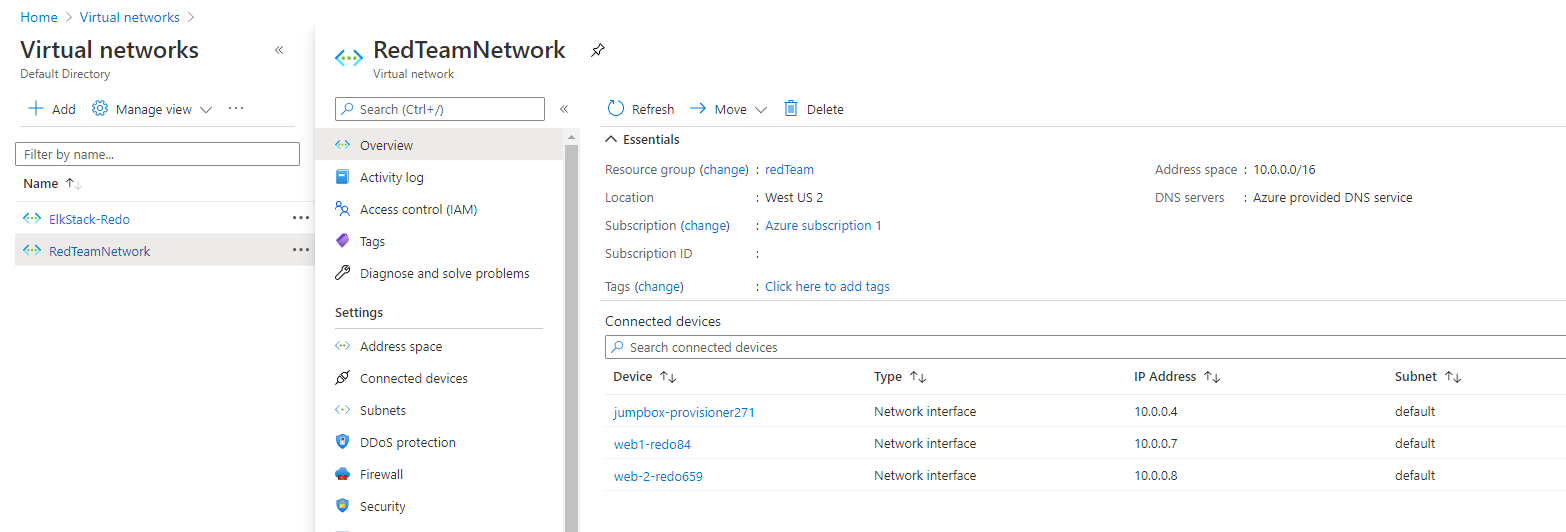 Home > Virtual networks >
Virtual networks «
Default Directory
+ Add Manage view ...
Filter by name...
Name ↑↓
ElkStack-Redo ...
RedTeamNetwork ...
RedTeamNetwork
Virtual network
Search (Ctrl+/) «
Overview
Activity log
Access control (IAM)
Tags
Diagnose and solve problems
Settings
Address space
Connected devices
Subnets
DDoS protection
Firewall
Security
Refresh Move Delete
Essentials
Resource group (change) : redTeam
Location : West US 2
Subscription (change) : Azure subscription 1
Subscription ID :
Address space : 10.0.0.0/16
DNS servers : Azure provided DNS service
Tags (change) : Click here to add tags
Connected devices
Search connected devices
Device ↑↓ Type ↑↓ IP Address ↑↓ Subnet ↑↓
jumpbox-provisioner271 Network interface 10.0.0.4 default
web1-redo84 Network interface 10.0.0.7 default
web-2-redo659 Network interface 10.0.0.8 default